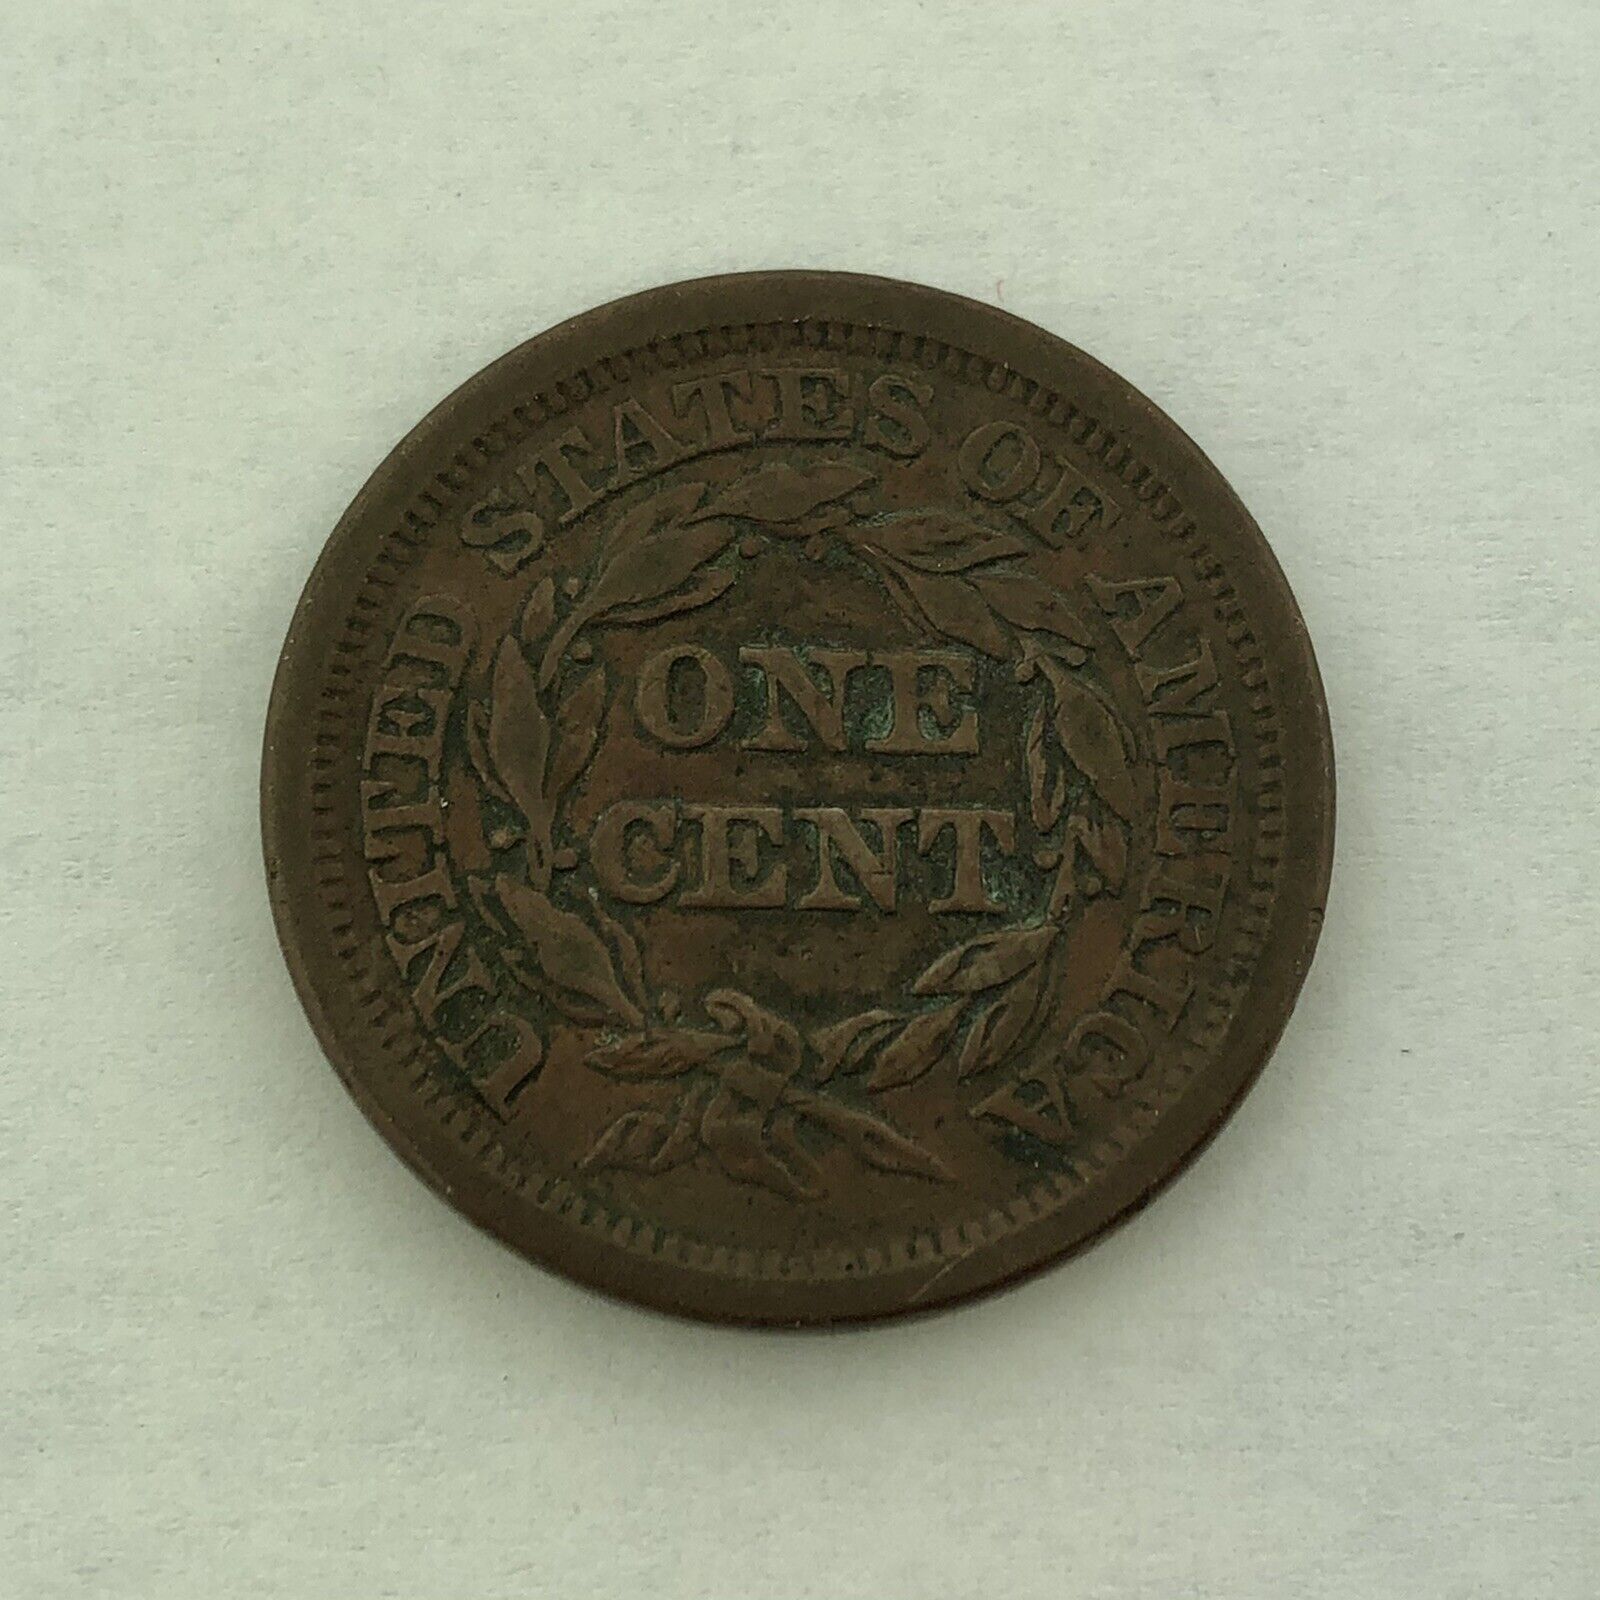 UNITED STATES OF AMERICA
ONE
CENT